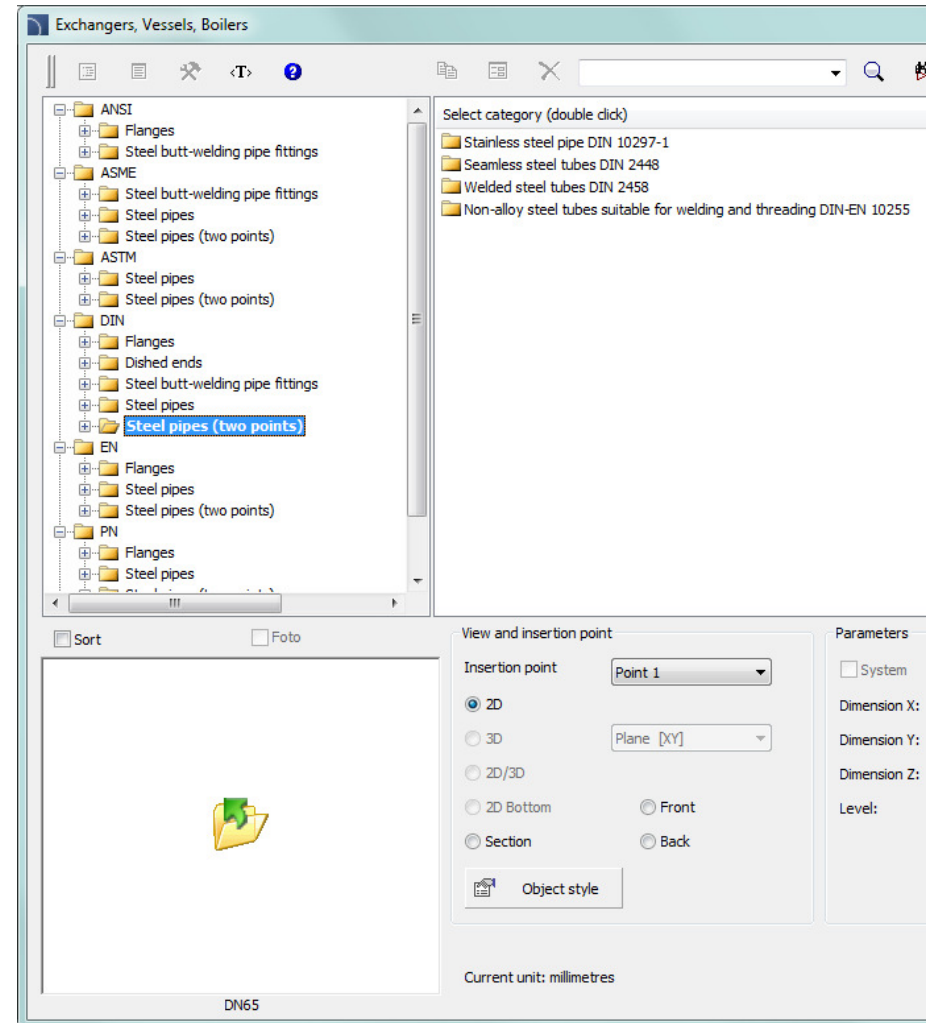 Exchangers, Vessels, Boilers
‹T›
?
ANSI
Flanges
Steel butt-welding pipe fittings
ASME
Steel butt-welding pipe fittings
Steel pipes
Steel pipes (two points)
ASTM
Steel pipes
Steel pipes (two points)
DIN
Flanges
Dished ends
Steel butt-welding pipe fittings
Steel pipes
Steel pipes (two points)
EN
Flanges
Steel pipes
Steel pipes (two points)
PN
Flanges
Steel pipes
Select category (double click)
Stainless steel pipe DIN 10297-1
Seamless steel tubes DIN 2448
Welded steel tubes DIN 2458
Non-alloy steel tubes suitable for welding and threading DIN-EN 10255
Sort
Foto
DN65
View and insertion point
Insertion point
Point 1
2D
3D
Plane [XY]
2D/3D
2D Bottom
Front
Section
Back
Object style
Current unit: millimetres
Parameters
System
Dimension X:
Dimension Y:
Dimension Z:
Level: